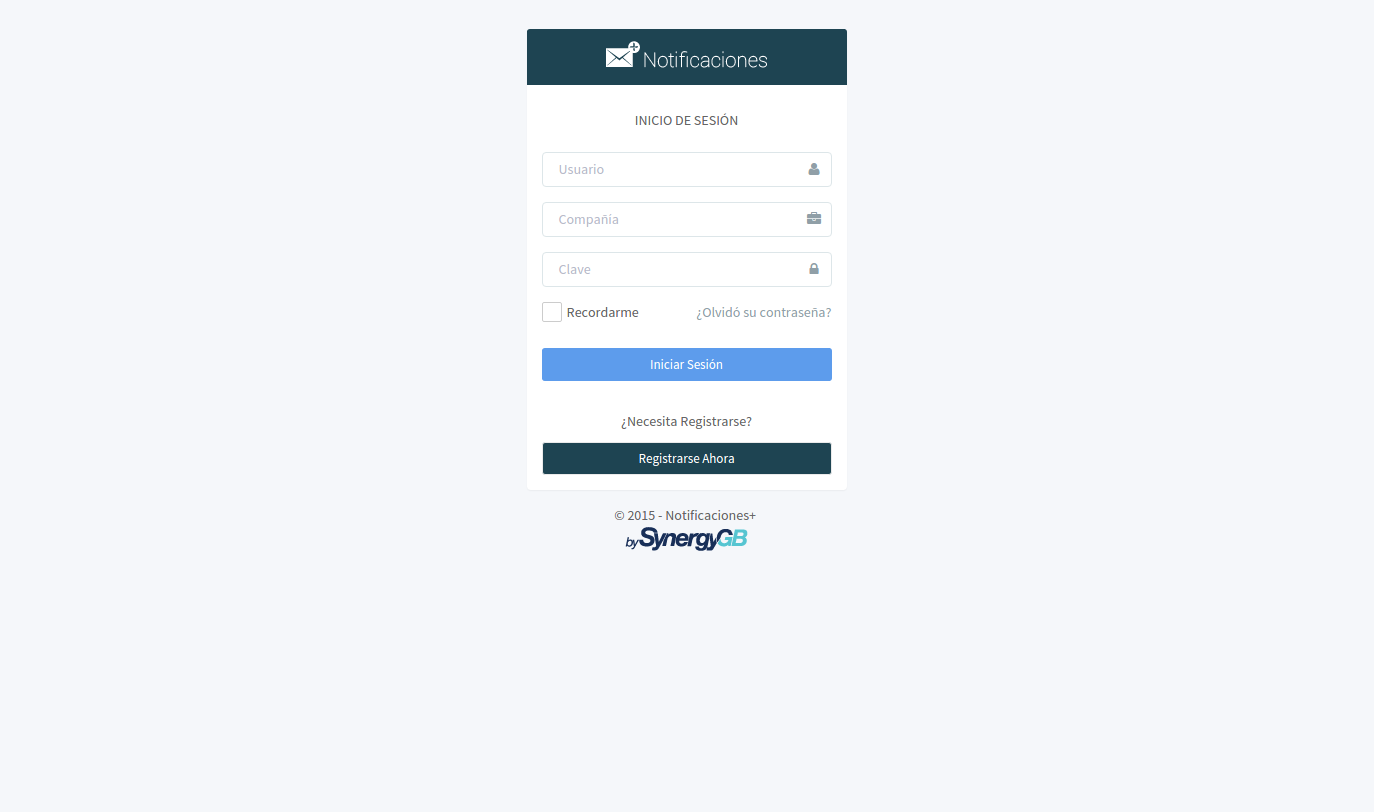 Notificaciones
INICIO DE SESIÓN
Usuario
Compañia
Clave
Recordarme ¿Olvidó su contraseña?
Iniciar Sesión
¿Necesita Registrarse?
Registrarse Ahora
© 2015 - Notificaciones+
by SynergyGB